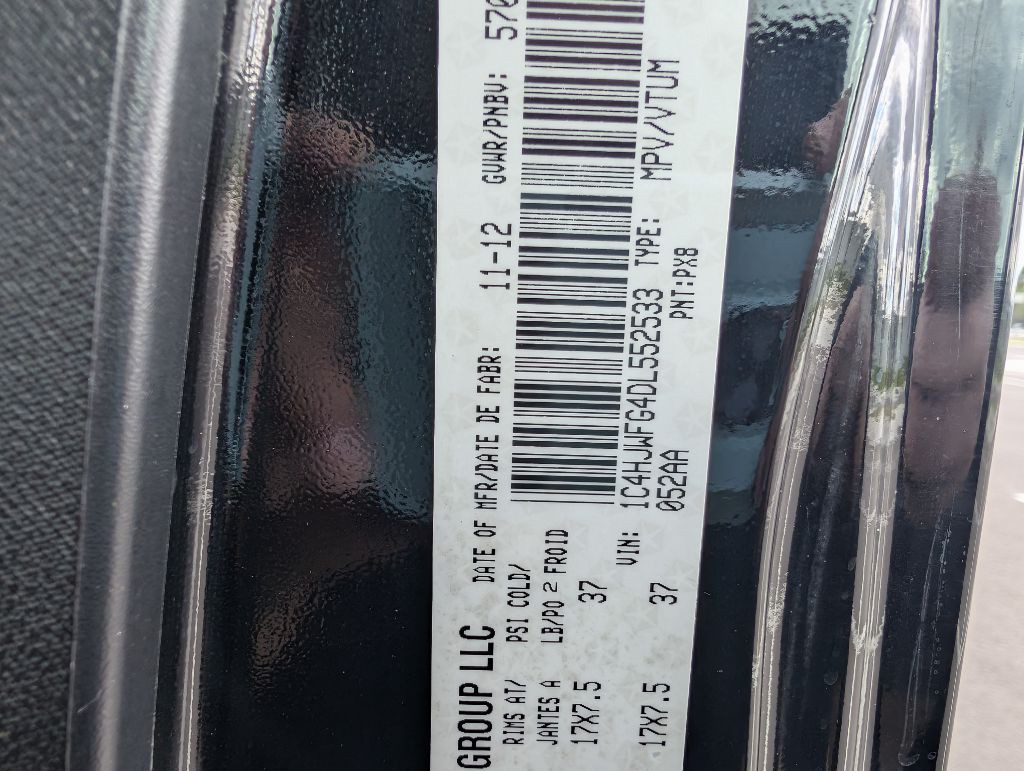 GROUP LLC DATE OF MFR/DATE DE FABR: 11-12 GVWR/PNBV: 570
RIMS AT/ PSI COLD/
JANTES A LB/PO 2 FROID
17X7.5 37
VIN: 1C4HJWFG4DL552533 TYPE: MPV/VTUM
17X7.5 37 052AA PNT:PX8